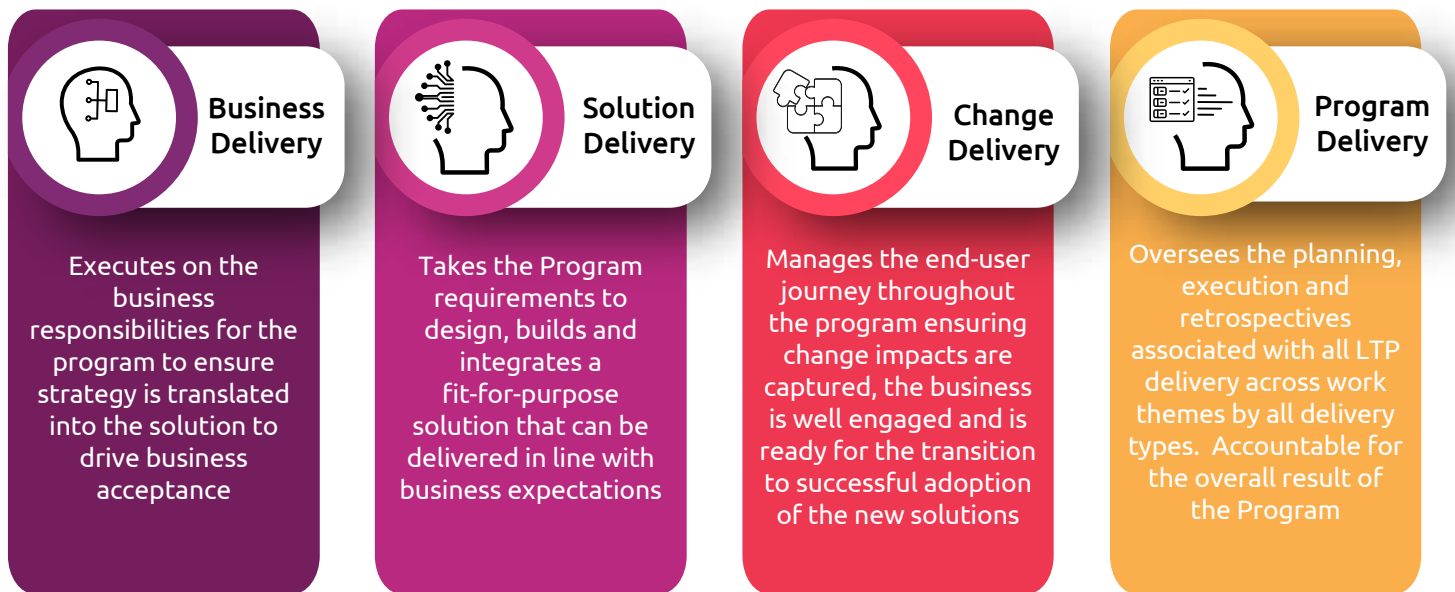 Business
Delivery
Executes on the
business
responsibilities for the
program to ensure
strategy is translated
into the solution to
drive business
acceptance
Solution
Delivery
Takes the Program
requirements to
design, builds and
integrates a
fit-for-purpose
solution that can be
delivered in line with
business expectations
Change
Delivery
Manages the end-user
journey throughout
the program ensuring
change impacts are
captured, the business
is well engaged and is
ready for the transition
to successful adoption
of the new solutions
Program
Delivery
Oversees the planning,
execution and
retrospectives
associated with all LTP
delivery across work
themes by all delivery
types.  Accountable for
the overall result of
the Program